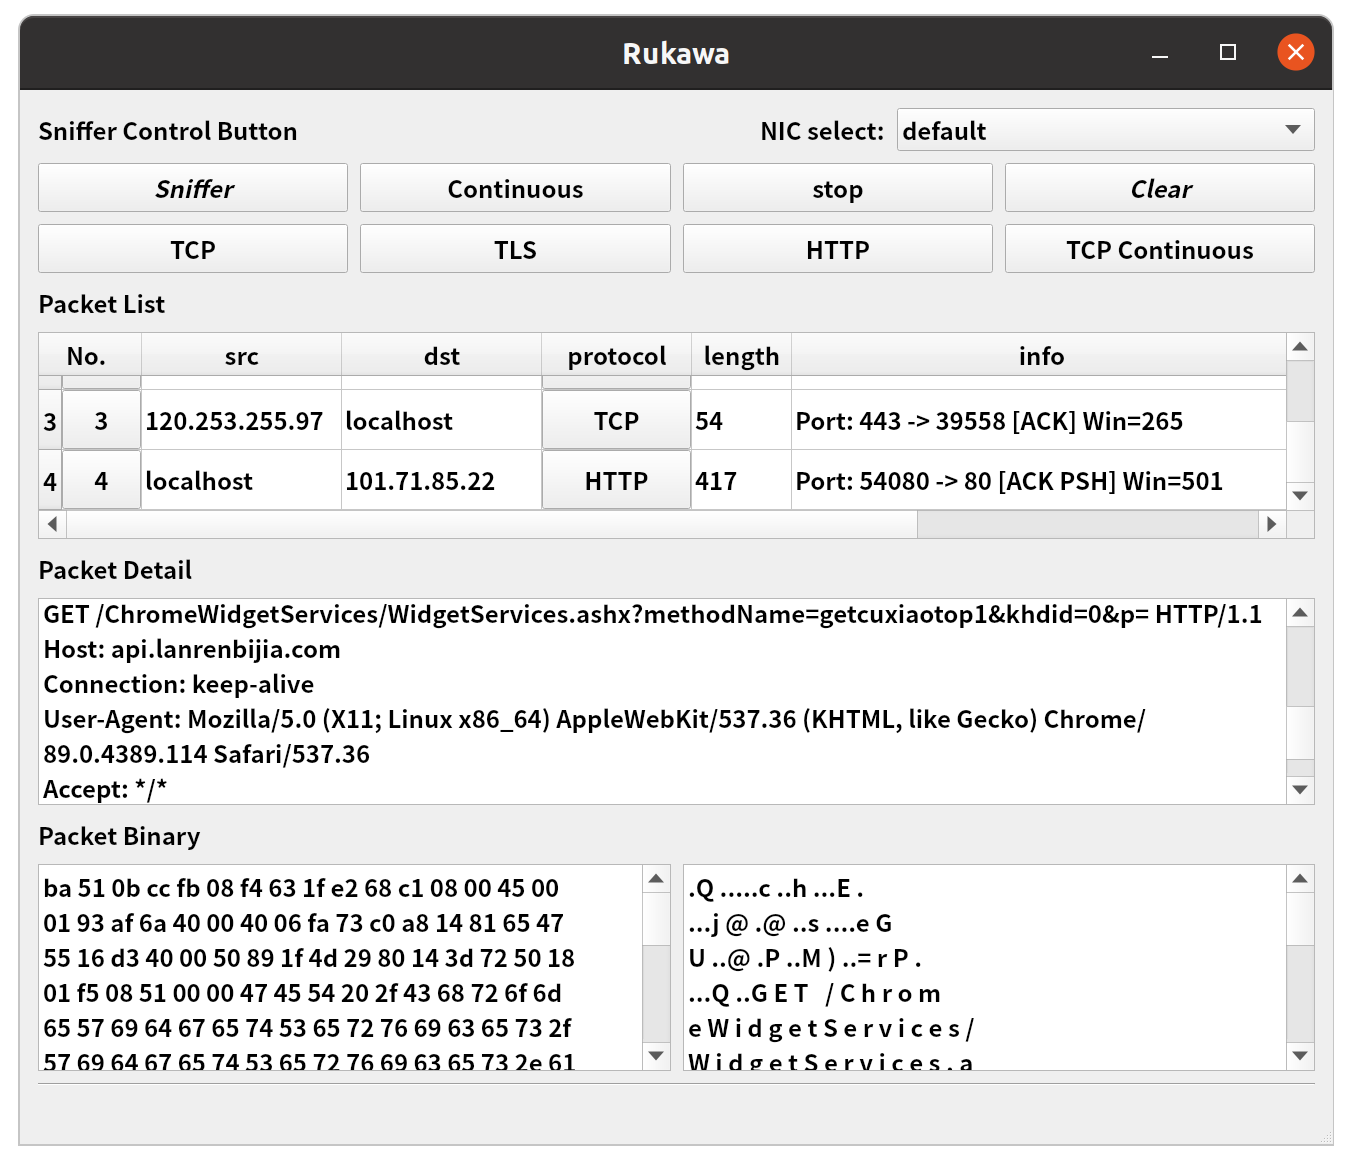 Rukawa
Sniffer Control Button NIC select: default
Sniffer Continuous stop Clear
TCP TLS HTTP TCP Continuous
Packet List
No. src dst protocol length info
3 3 120.253.255.97 localhost TCP 54 Port: 443 -> 39558 [ACK] Win=265
4 4 localhost 101.71.85.22 HTTP 417 Port: 54080 -> 80 [ACK PSH] Win=501
Packet Detail
GET /ChromeWidgetServices/WidgetServices.ashx?methodName=getcuxiaotop1&khdid=0&p= HTTP/1.1
Host: api.lanrenbijia.com
Connection: keep-alive
User-Agent: Mozilla/5.0 (X11; Linux x86_64) AppleWebKit/537.36 (KHTML, like Gecko) Chrome/
89.0.4389.114 Safari/537.36
Accept: */*
Packet Binary
ba 51 0b cc fb 08 f4 63 1f e2 68 c1 08 00 45 00
01 93 af 6a 40 00 40 06 fa 73 c0 a8 14 81 65 47
55 16 d3 40 00 50 89 1f 4d 29 80 14 3d 72 50 18
01 f5 08 51 00 00 47 45 54 20 2f 43 68 72 6f 6d
65 57 69 64 67 65 74 53 65 72 76 69 63 65 73 2f
57 69 64 67 65 74 53 65 72 76 69 63 65 73 2e 61
. Q . . . . . c . . h . . . E .
. . . j @ . @ . . s . . . . e G
U . . @ . P . . M ) . . = r P .
. . . Q . . G E T   / C h r o m
e W i d g e t S e r v i c e s /
W i d g e t S e r v i c e s . a